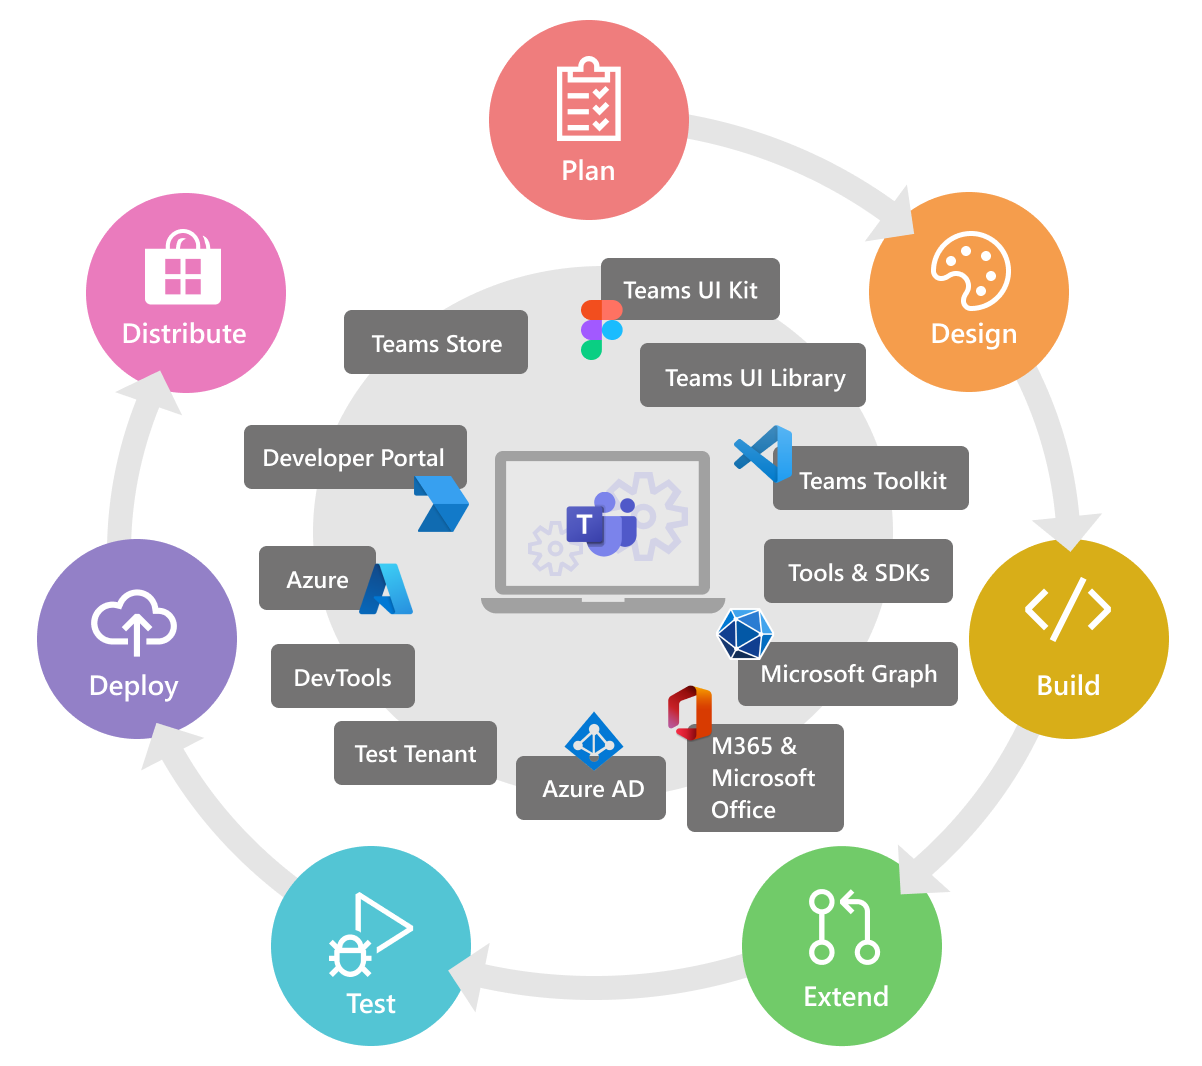 Plan
Design
Distribute
Teams UI Kit
Teams Store
Teams UI Library
Developer Portal
Teams Toolkit
T
Azure
Tools & SDKs
Build
Deploy
DevTools
Microsoft Graph
Test Tenant
Azure AD
M365 &
Microsoft
Office
Extend
Test